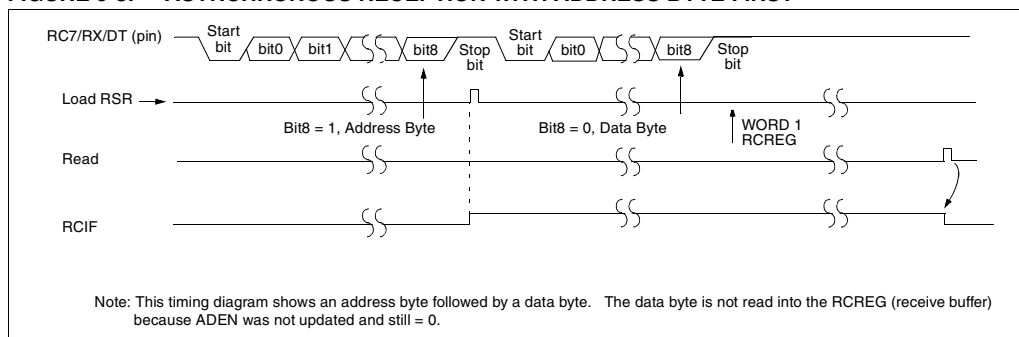 RC7/RX/DT (pin)
Start
bit
bit0
bit1
bit8
Stop
bit
Start
bit
bit0
bit8
Stop
bit
Load RSR
Bit8 = 1, Address Byte
Bit8 = 0, Data Byte
WORD 1
RCREG
Read
RCIF
Note: This timing diagram shows an address byte followed by a data byte. The data byte is not read into the RCREG (receive buffer)
because ADEN was not updated and still = 0.